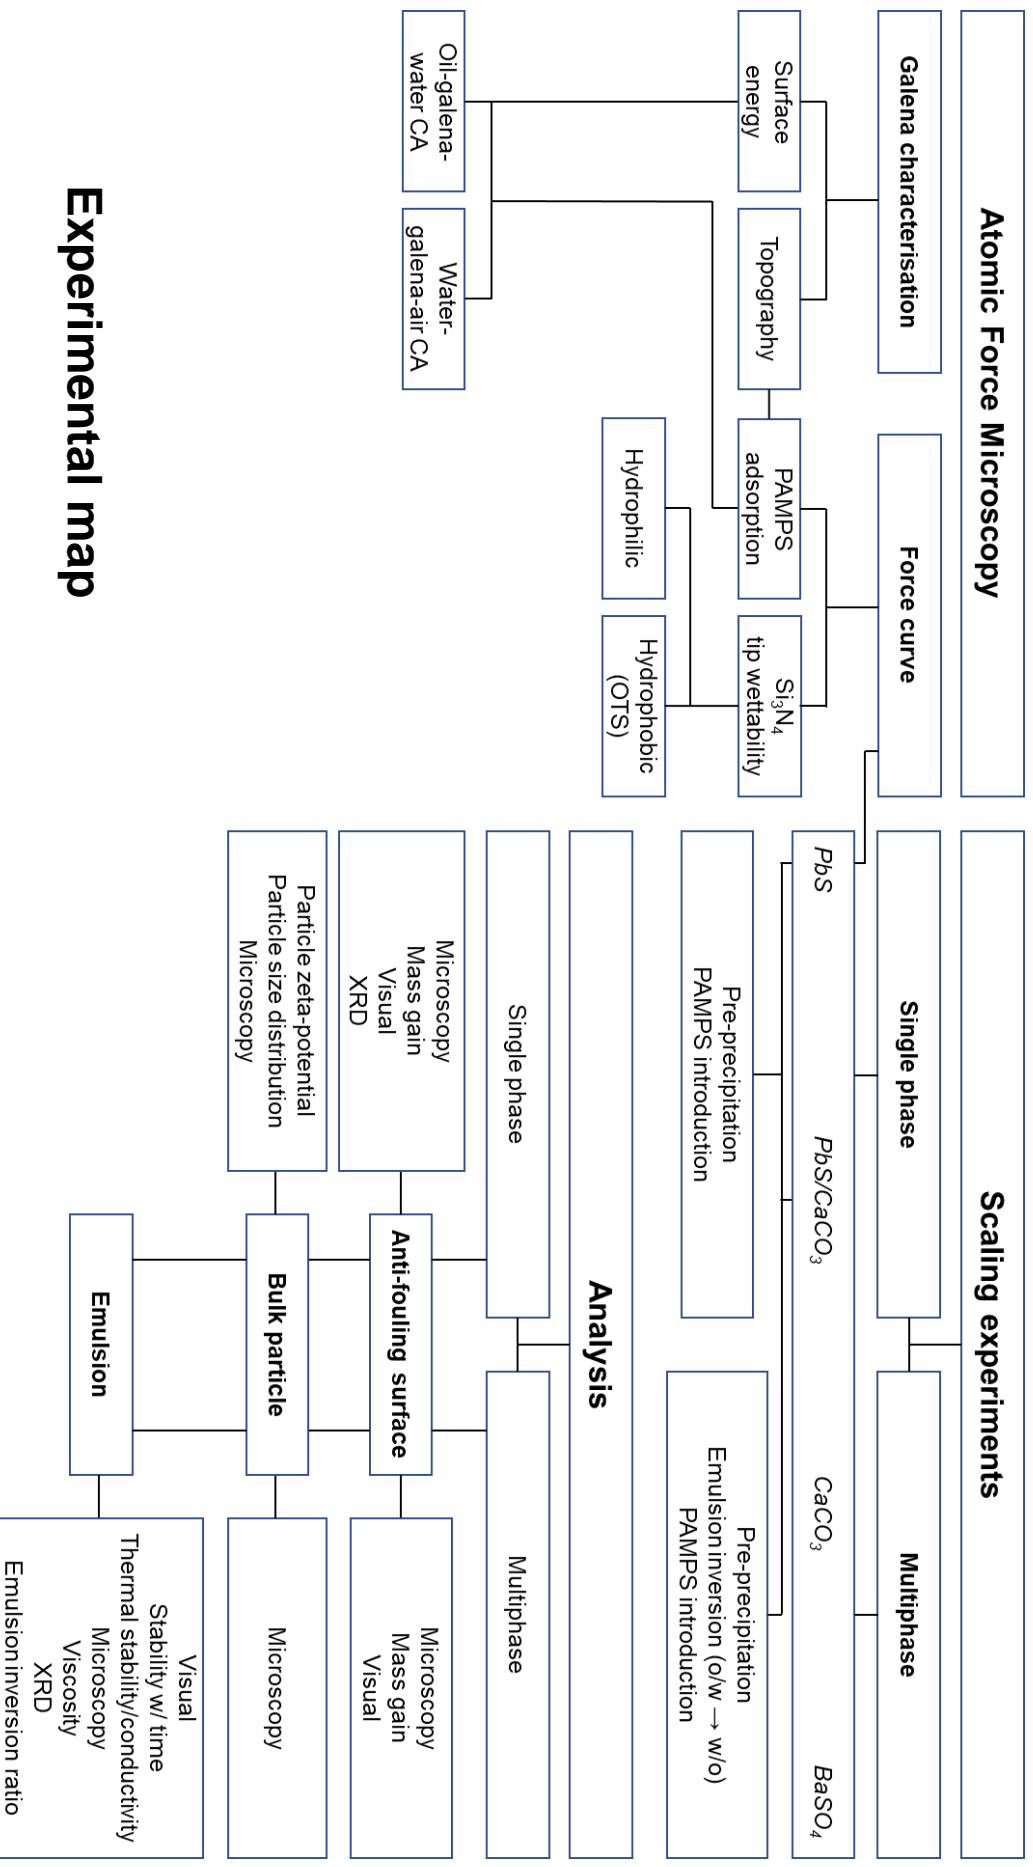 Atomic Force Microscopy
Scaling experiments
Galena characterisation
Force curve
Single phase
Multiphase
PbS
PbS/CaCO₃
CaCO₃
BaSO₄
Surface
energy
Topography
PAMPS
adsorption
Si₃N₄
tip wettability
Pre-precipitation
PAMPS introduction
Pre-precipitation
Emulsion inversion (o/w → w/o)
PAMPS introduction
Hydrophilic
Hydrophobic
(OTS)
Analysis
Oil-galena-
water CA
Water-
galena-air CA
Single phase
Multiphase
Microscopy
Mass gain
Visual
XRD
Anti-fouling surface
Microscopy
Mass gain
Visual
Particle zeta-potential
Particle size distribution
Microscopy
Bulk particle
Microscopy
Emulsion
Visual
Stability w/ time
Thermal stability/conductivity
Microscopy
Viscosity
XRD
Emulsion inversion ratio
Experimental map